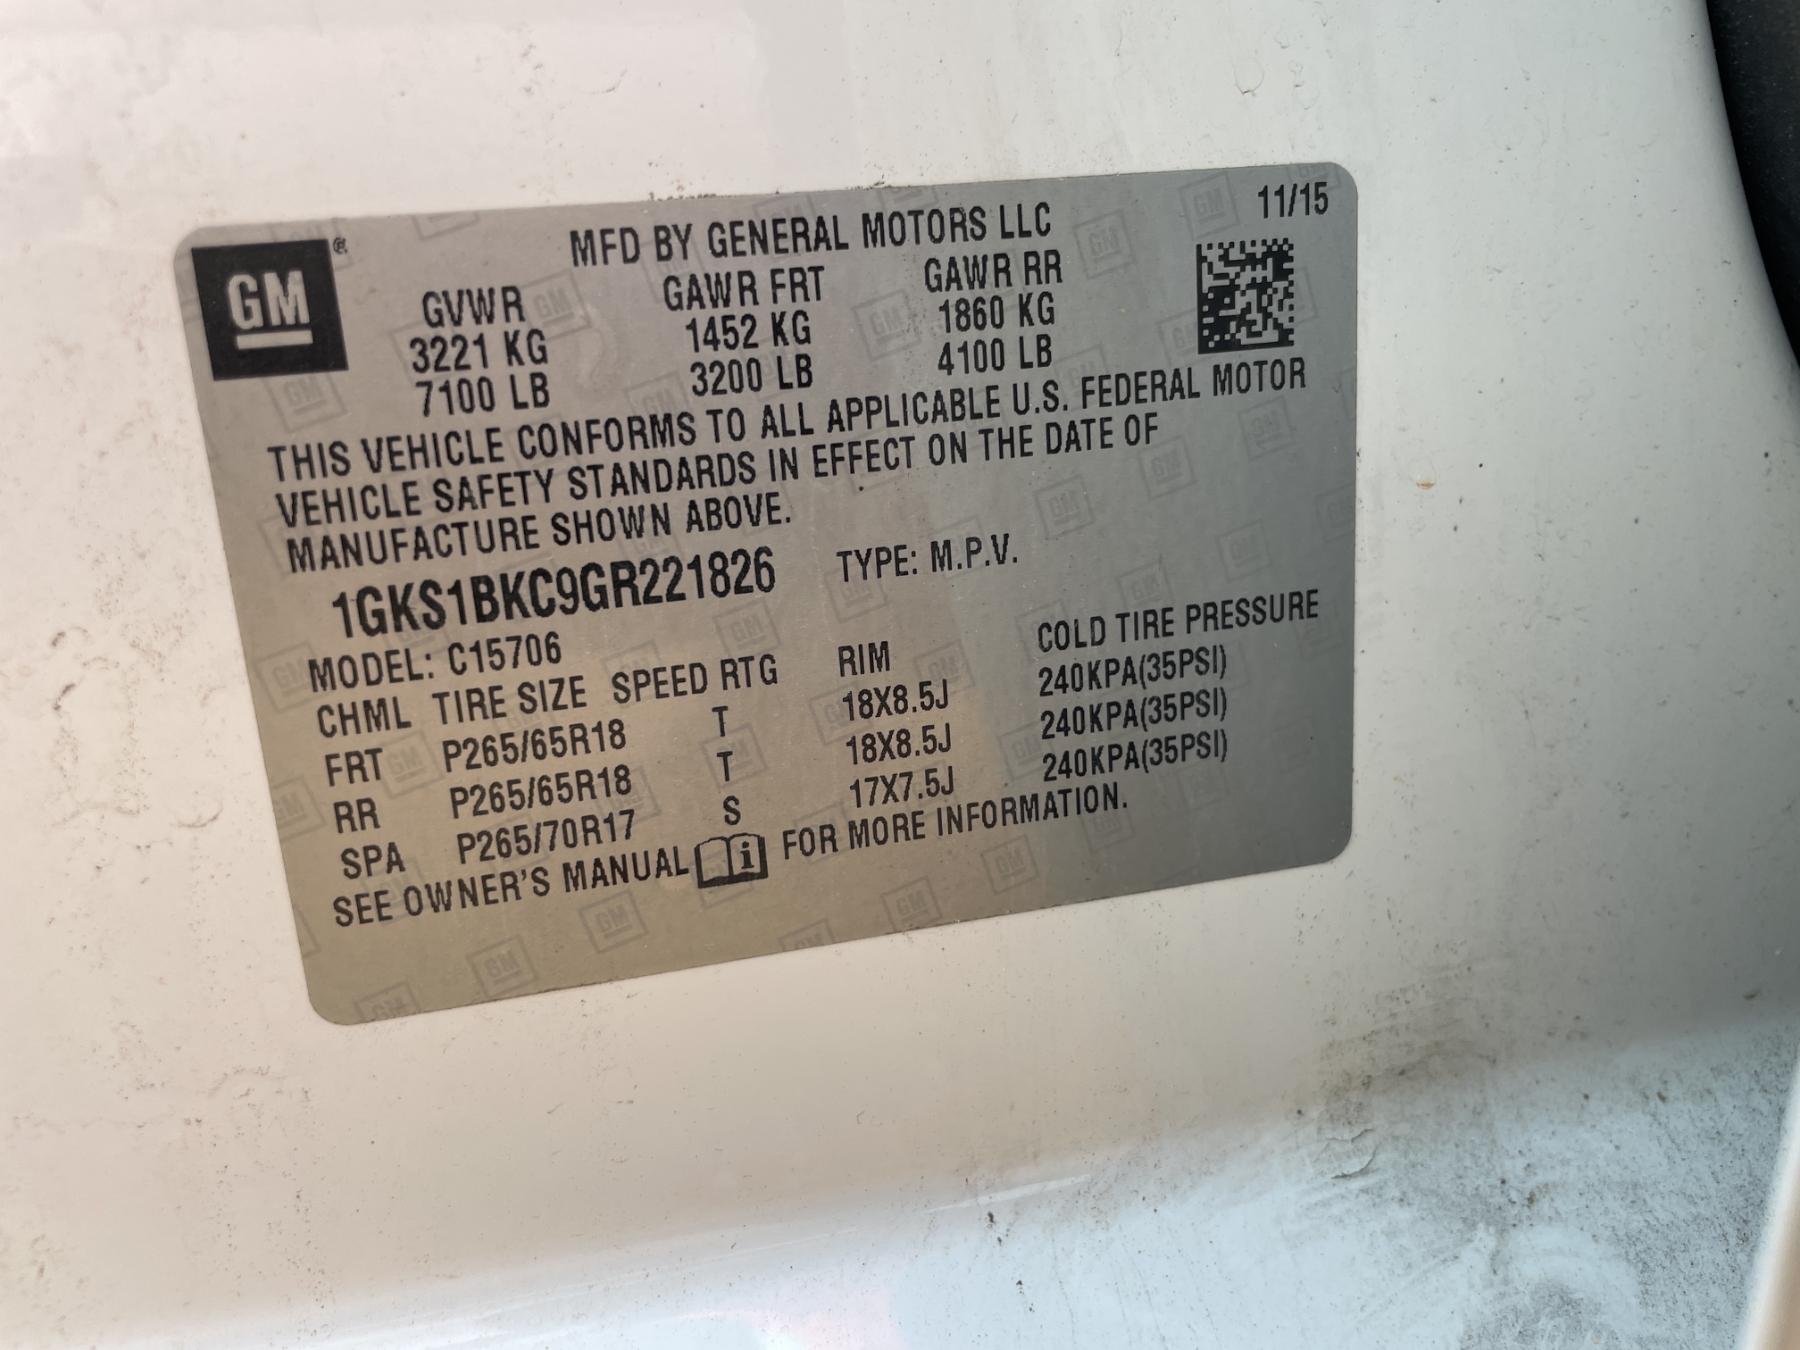 GM®
MFD BY GENERAL MOTORS LLC 11/15
GVWR GAWR FRT GAWR RR
3221 KG 1452 KG 1860 KG
7100 LB 3200 LB 4100 LB
THIS VEHICLE CONFORMS TO ALL APPLICABLE U.S. FEDERAL MOTOR
VEHICLE SAFETY STANDARDS IN EFFECT ON THE DATE OF
MANUFACTURE SHOWN ABOVE.
1GKS1BKC9GR221826 TYPE: M.P.V.
MODEL: C15706
CHML TIRE SIZE SPEED RTG RIM COLD TIRE PRESSURE
FRT P265/65R18 T 18X8.5J 240KPA(35PSI)
RR P265/65R18 T 18X8.5J 240KPA(35PSI)
SPA P265/70R17 S 17X7.5J 240KPA(35PSI)
SEE OWNER'S MANUAL FOR MORE INFORMATION.